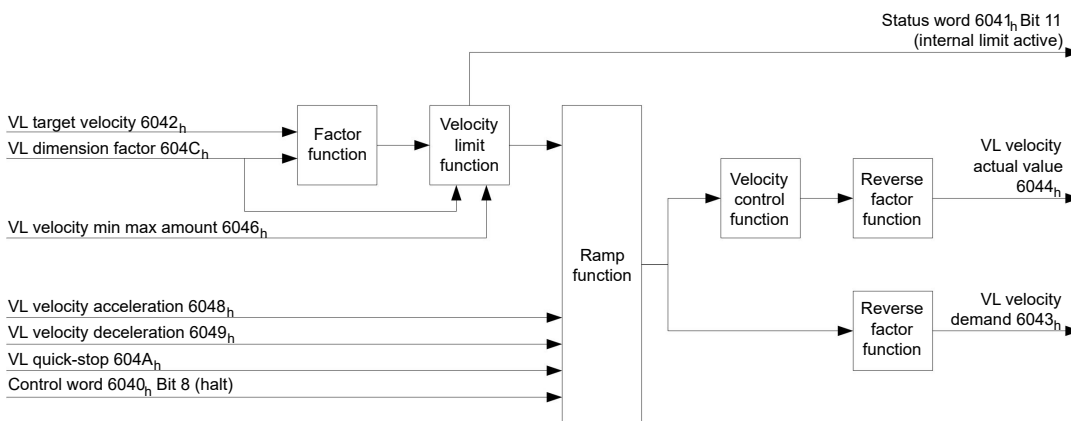 Status word 6041h Bit 11
(internal limit active)
VL target velocity 6042h
VL dimension factor 604Ch
Factor
function
Velocity
limit
function
VL velocity min max amount 6046h
Ramp
function
Velocity
control
function
Reverse
factor
function
VL velocity
actual value
6044h
VL velocity acceleration 6048h
VL velocity deceleration 6049h
VL quick-stop 604Ah
Control word 6040h Bit 8 (halt)
Reverse
factor
function
VL velocity
demand 6043h